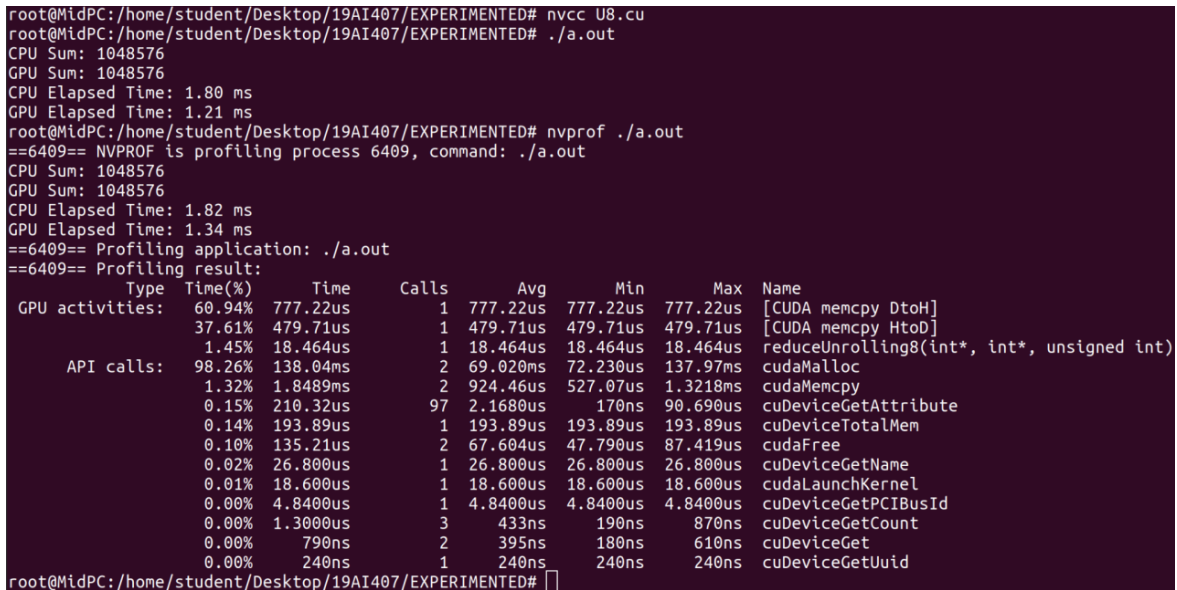 root@MidPC:/home/student/Desktop/19AI407/EXPERIMENTED# nvcc U8.cu
root@MidPC:/home/student/Desktop/19AI407/EXPERIMENTED# ./a.out
CPU Sum: 1048576
GPU Sum: 1048576
CPU Elapsed Time: 1.80 ms
GPU Elapsed Time: 1.21 ms
root@MidPC:/home/student/Desktop/19AI407/EXPERIMENTED# nvprof ./a.out
==6409== NVPROF is profiling process 6409, command: ./a.out
CPU Sum: 1048576
GPU Sum: 1048576
CPU Elapsed Time: 1.82 ms
GPU Elapsed Time: 1.34 ms
==6409== Profiling application: ./a.out
==6409== Profiling result:
            Type  Time(%)      Time     Calls       Avg       Min       Max  Name
 GPU activities:   60.94%  777.22us         1  777.22us  777.22us  777.22us  [CUDA memcpy DtoH]
                   37.61%  479.71us         1  479.71us  479.71us  479.71us  [CUDA memcpy HtoD]
                    1.45%  18.464us         1  18.464us  18.464us  18.464us  reduceUnrolling8(int*, int*, unsigned int)
      API calls:   98.26%  138.04ms         2  69.020ms  72.230us  137.97ms  cudaMalloc
                    1.32%  1.8489ms         2  924.46us  527.07us  1.3218ms  cudaMemcpy
                    0.15%  210.32us        97  2.1680us     170ns  90.690us  cuDeviceGetAttribute
                    0.14%  193.89us         1  193.89us  193.89us  193.89us  cuDeviceTotalMem
                    0.10%  135.21us         2  67.604us  47.790us  87.419us  cudaFree
                    0.02%  26.800us         1  26.800us  26.800us  26.800us  cuDeviceGetName
                    0.01%  18.600us         1  18.600us  18.600us  18.600us  cudaLaunchKernel
                    0.00%  4.8400us         1  4.8400us  4.8400us  4.8400us  cuDeviceGetPCIBusId
                    0.00%  1.3000us         3     433ns     190ns     870ns  cuDeviceGetCount
                    0.00%     790ns         2     395ns     180ns     610ns  cuDeviceGet
                    0.00%     240ns         1     240ns     240ns     240ns  cuDeviceGetUuid
root@MidPC:/home/student/Desktop/19AI407/EXPERIMENTED#